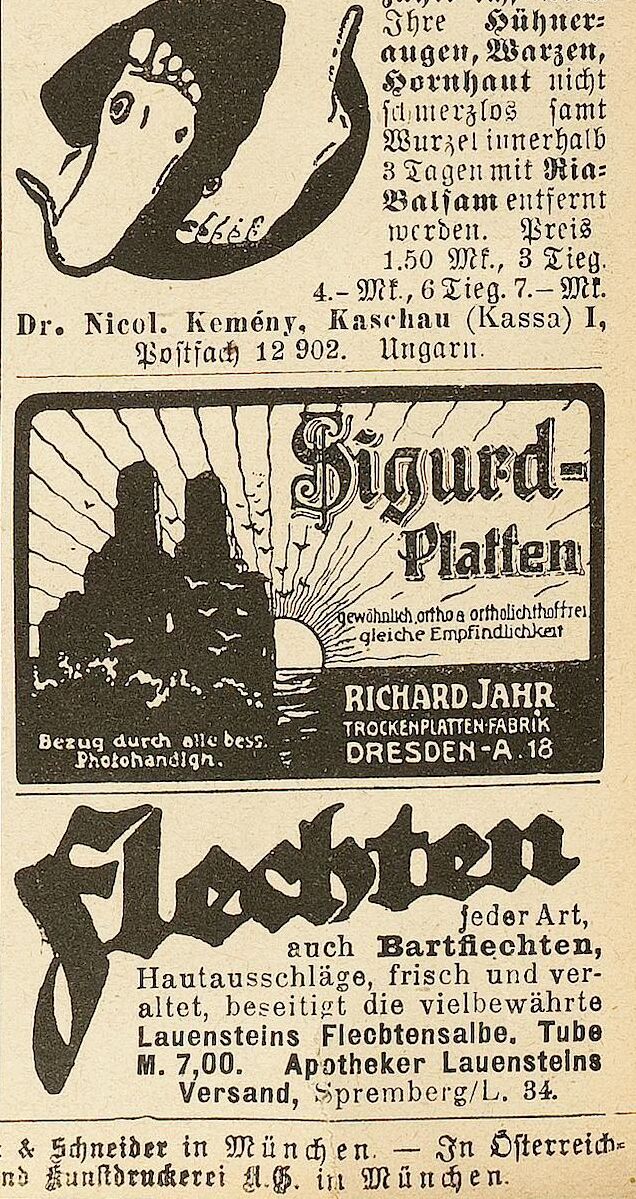 Ihre Hühner-
augen, Warzen,
Hornhaut nicht
schmerzlos samt
Wurzel innerhalb
3 Tagen mit Ria-
Balsam entfernt
werden. Preis
1.50 Mk., 3 Tieg.
4.– Mk., 6 Tieg. 7.– Mk.
Dr. Nicol. Kemény, Kaschau (Kassa) I,
Postfach 12 902. Ungarn.
Sigurd-
Platten
gewöhnlich, ortho & ortholichthoffrei
gleiche Empfindlichkeit
RICHARD JAHR
TROCKENPLATTEN-FABRIK
DRESDEN-A. 18
Bezug durch alle bess.
Photohandlgn.
Flechten
jeder Art,
auch Bartflechten,
Hautausschläge, frisch und ver-
altet, beseitigt die vielbewährte
Lauensteins Flechtensalbe. Tube
M. 7,00. Apotheker Lauensteins
Versand, Spremberg/L. 34.
& Schneider in München. — In Österreich-
nd Kunstdruckerei A.G. in München.